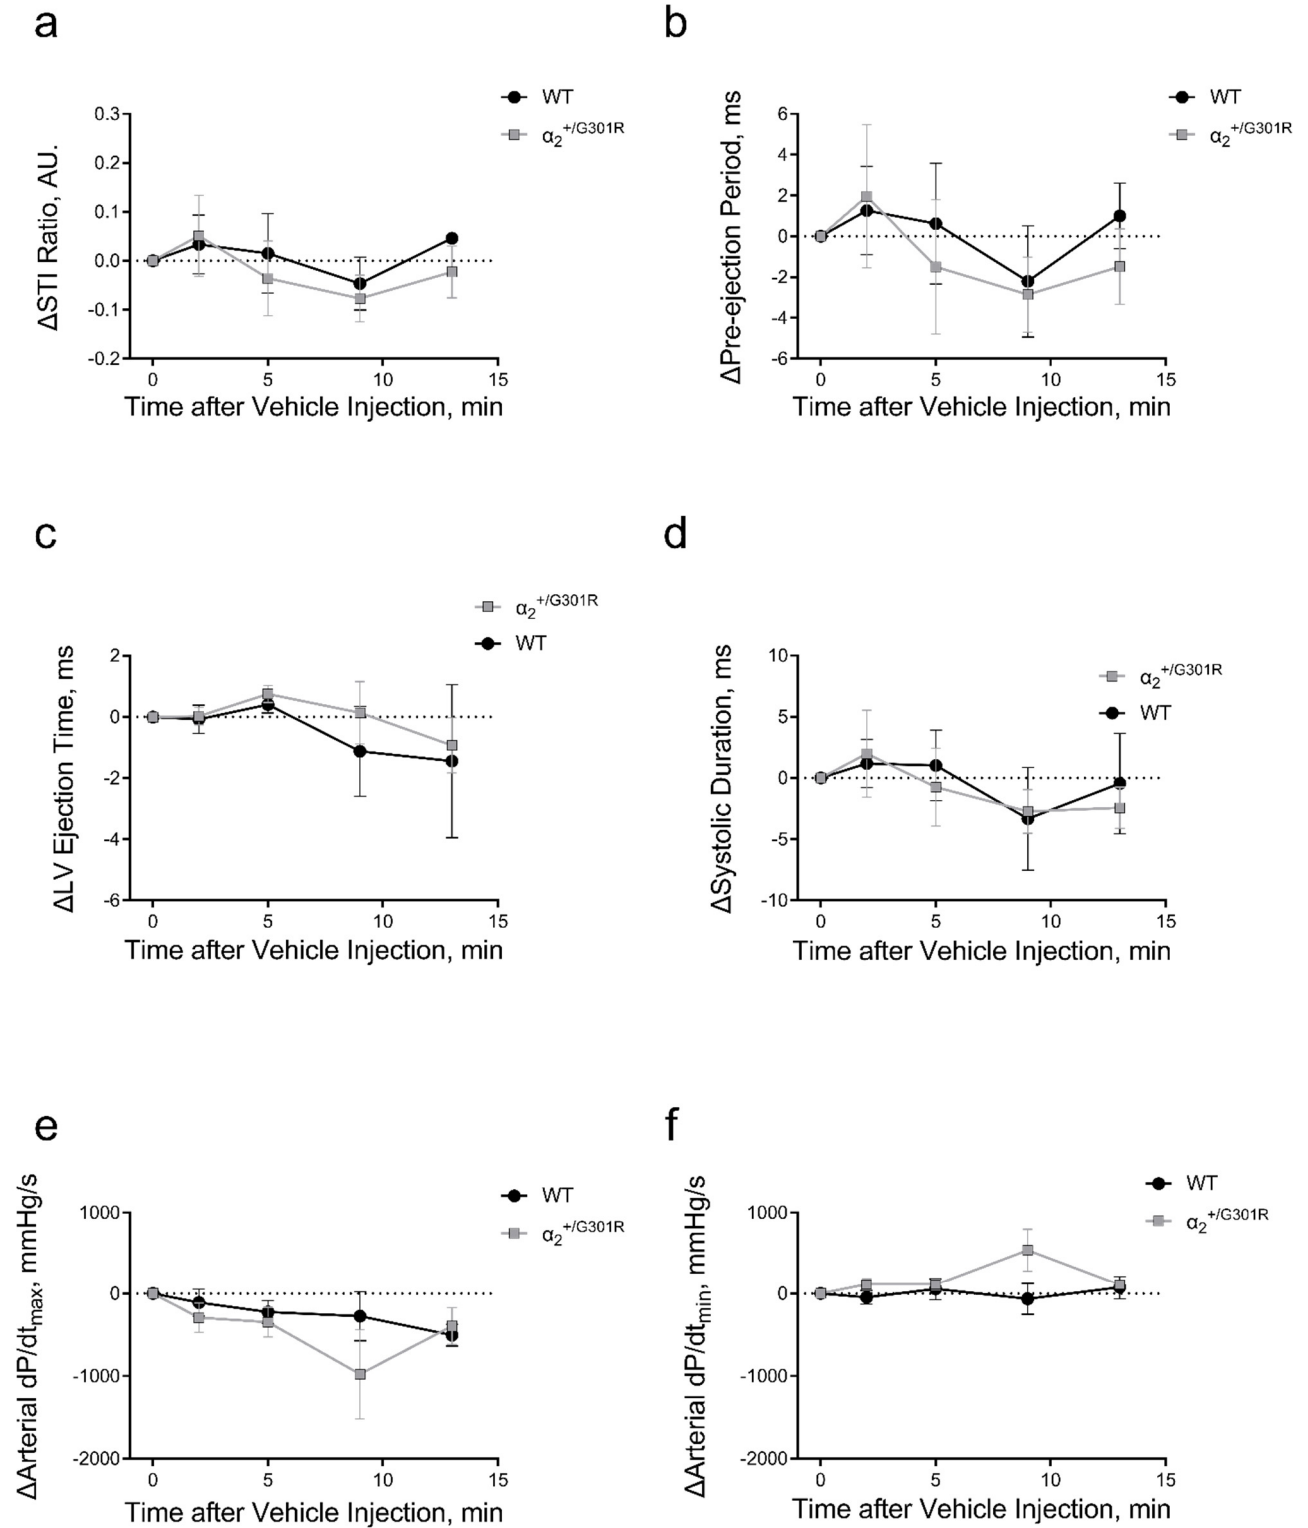 a
WT
α2+/G301R
ΔSTI Ratio, AU.
0.3
0.2
0.1
0.0
-0.1
-0.2
0 5 10 15
Time after Vehicle Injection, min
b
WT
α2+/G301R
ΔPre-ejection Period, ms
6
4
2
0
-2
-4
-6
0 5 10 15
Time after Vehicle Injection, min
c
α2+/G301R
WT
ΔLV Ejection Time, ms
2
0
-2
-4
-6
0 5 10 15
Time after Vehicle Injection, min
d
α2+/G301R
WT
ΔSystolic Duration, ms
10
5
0
-5
-10
0 5 10 15
Time after Vehicle Injection, min
e
WT
α2+/G301R
ΔArterial dP/dtmax, mmHg/s
1000
0
-1000
-2000
0 5 10 15
Time after Vehicle Injection, min
f
WT
α2+/G301R
ΔArterial dP/dtmin, mmHg/s
1000
0
-1000
-2000
0 5 10 15
Time after Vehicle Injection, min